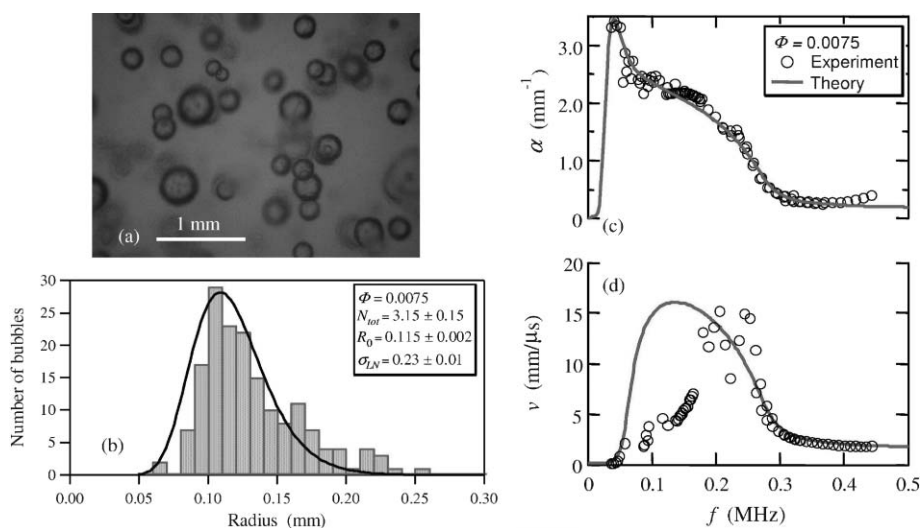 (a)
1 mm
Number of bubbles
30
25
20
15
10
5
0
(b)
Φ = 0.0075
N_tot = 3.15 ± 0.15
R_0 = 0.115 ± 0.002
σ_LN = 0.23 ± 0.01
0.00 0.05 0.10 0.15 0.20 0.25 0.30
Radius (mm)
α (mm⁻¹)
3.0
2.0
1.0
0
Φ = 0.0075
Experiment
Theory
(c)
v (mm/μs)
20
15
10
5
0
(d)
0 0.1 0.2 0.3 0.4 0.5
f (MHz)